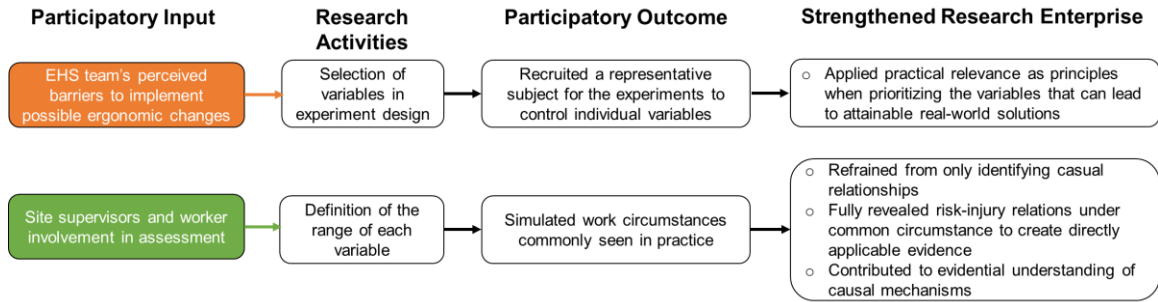 Participatory Input
Research
Activities
Participatory Outcome
Strengthened Research Enterprise
EHS team's perceived
barriers to implement
possible ergonomic changes
Selection of
variables in
experiment design
Recruited a representative
subject for the experiments to
control individual variables
o Applied practical relevance as principles
when prioritizing the variables that can lead
to attainable real-world solutions
Site supervisors and worker
involvement in assessment
Definition of the
range of each
variable
Simulated work circumstances
commonly seen in practice
o Refrained from only identifying casual
relationships
o Fully revealed risk-injury relations under
common circumstance to create directly
applicable evidence
o Contributed to evidential understanding of
causal mechanisms